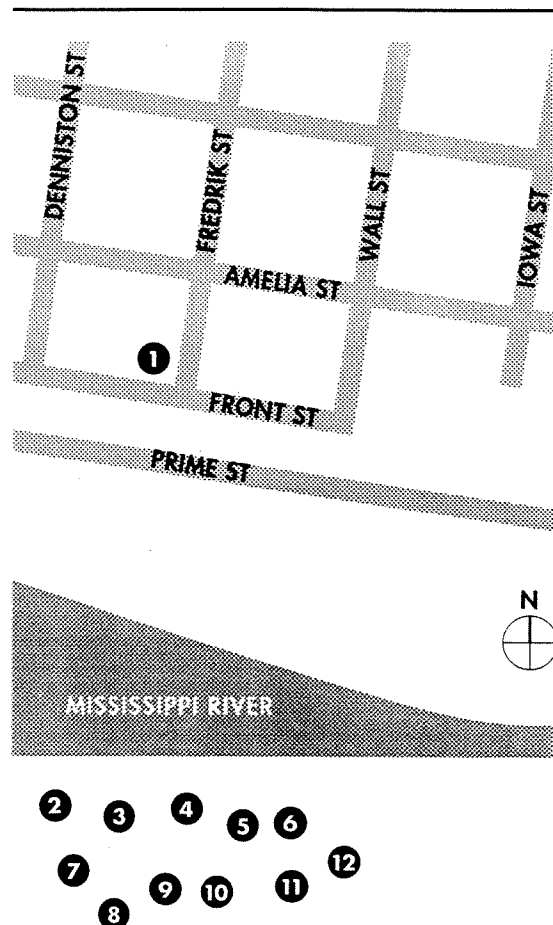 DENNISTON ST
FREDRIK ST
WALL ST
IOWA ST
AMELIA ST
1
FRONT ST
PRIME ST
N
MISSISSIPPI RIVER
2
3
4
5
6
7
8
9
10
11
12